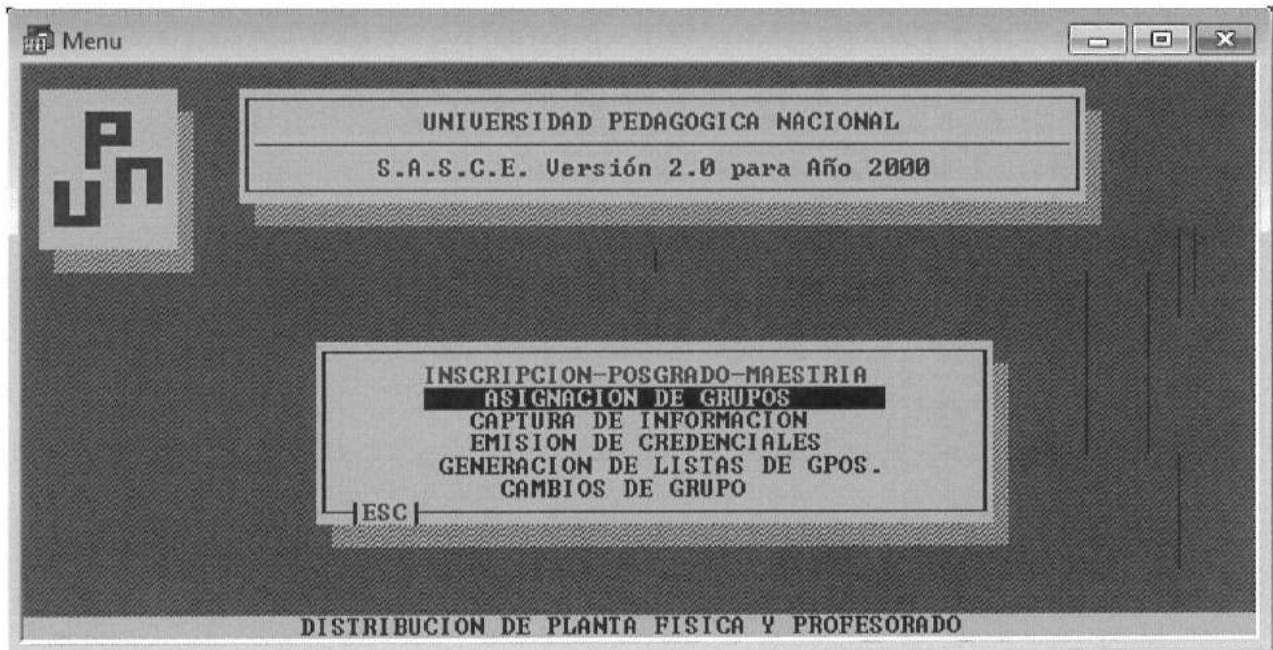 Menu
UPN
UNIVERSIDAD PEDAGOGICA NACIONAL
S.A.S.C.E. Versión 2.0 para Año 2000
INSCRIPCION-POSGRADO-MAESTRIA
ASIGNACION DE GRUPOS
CAPTURA DE INFORMACION
EMISION DE CREDENCIALES
GENERACION DE LISTAS DE GPOS.
CAMBIOS DE GRUPO
ESC
DISTRIBUCION DE PLANTA FISICA Y PROFESORADO